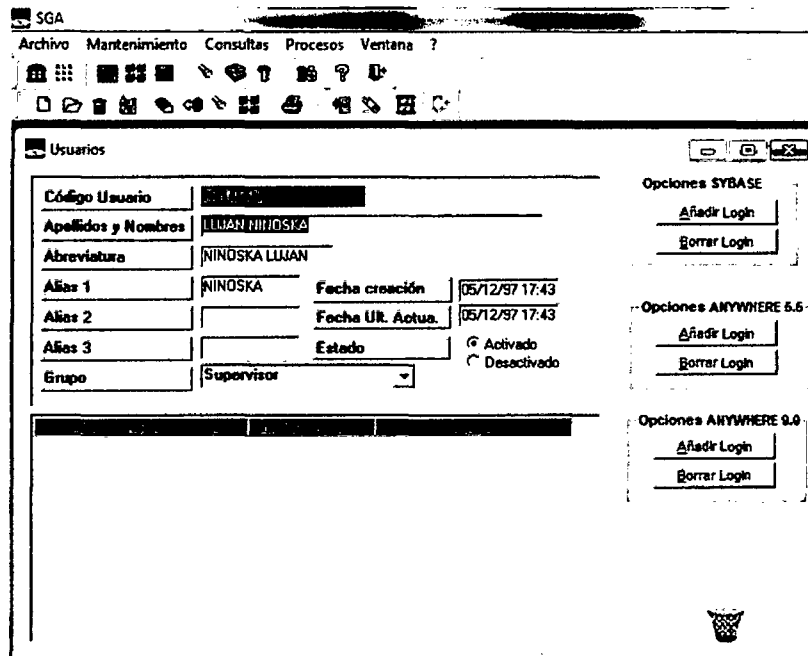 SGA
Archivo Mantenimiento Consultas Procesos Ventana ?
Usuarios
Código Usuario
Apellidos y Nombres LUJAN NINOSKA
Abreviatura NINOSKA LUJAN
Alias 1 NINOSKA Fecha creación 05/12/97 17:43
Alias 2 Fecha Ult. Actua. 05/12/97 17:43
Alias 3 Estado Activado
Desactivado
Grupo Supervisor
Opciones SYBASE
Añadir Login
Borrar Login
Opciones ANYWHERE 5.5
Añadir Login
Borrar Login
Opciones ANYWHERE 9.0
Añadir Login
Borrar Login